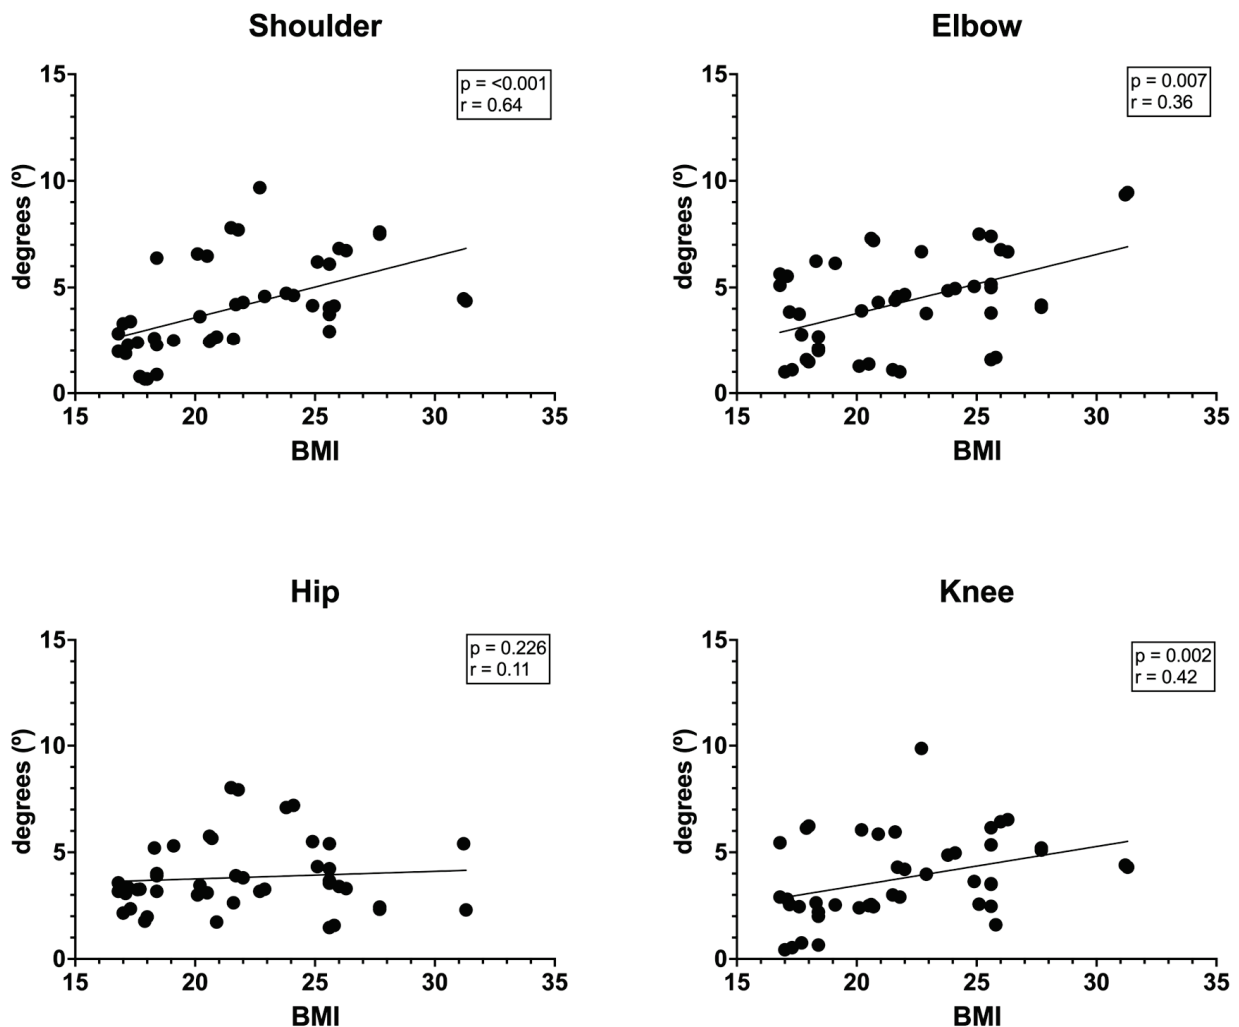 Shoulder
15
10
5
0
degrees (º)
p = <0.001
r = 0.64
15 20 25 30 35
BMI
Elbow
15
10
5
0
degrees (º)
p = 0.007
r = 0.36
15 20 25 30 35
BMI
Hip
15
10
5
0
degrees (º)
p = 0.226
r = 0.11
15 20 25 30 35
BMI
Knee
15
10
5
0
degrees (º)
p = 0.002
r = 0.42
15 20 25 30 35
BMI